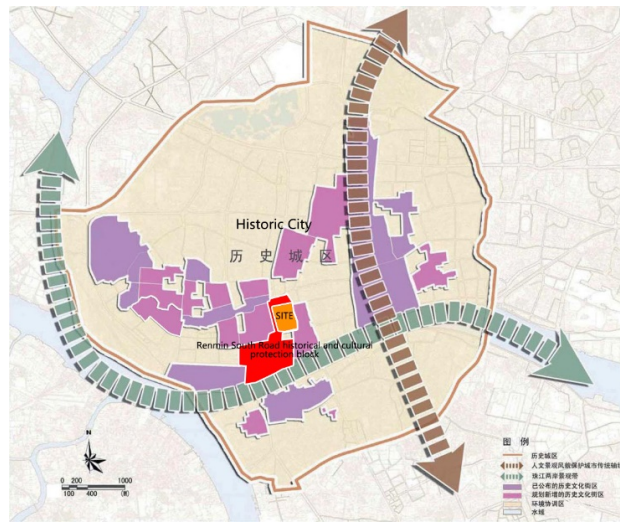 Historic City
历史城区
SITE
Renmin South Road historical and cultural
protection block
N
0 200 1000
100 400 (米)
图 例
历史城区
人文景观风貌保护城市传统轴线
珠江两岸景观带
已公布的历史文化街区
规划新增的历史文化街区
环境协调区
水域